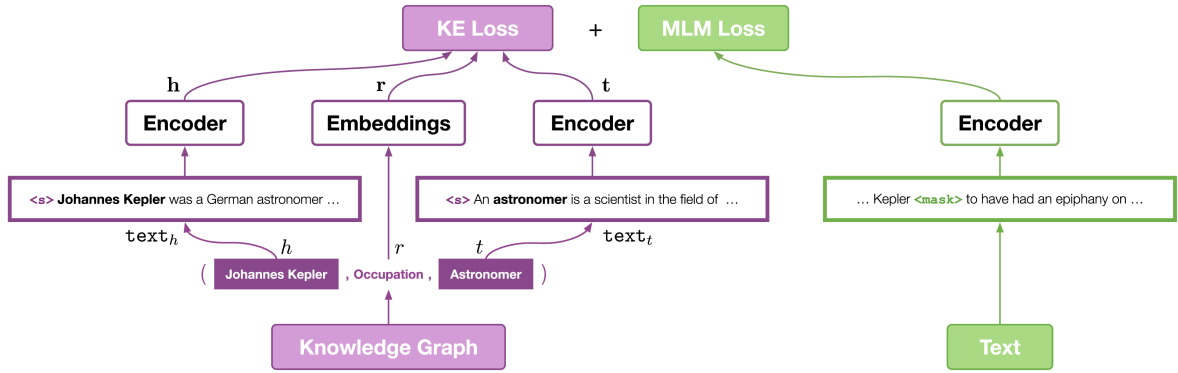 KE Loss + MLM Loss
h r t
Encoder Embeddings Encoder Encoder
<s> Johannes Kepler was a German astronomer ...
<s> An astronomer is a scientist in the field of ...
... Kepler <mask> to have had an epiphany on ...
text_h h r t text_t
( Johannes Kepler , Occupation , Astronomer )
Knowledge Graph Text